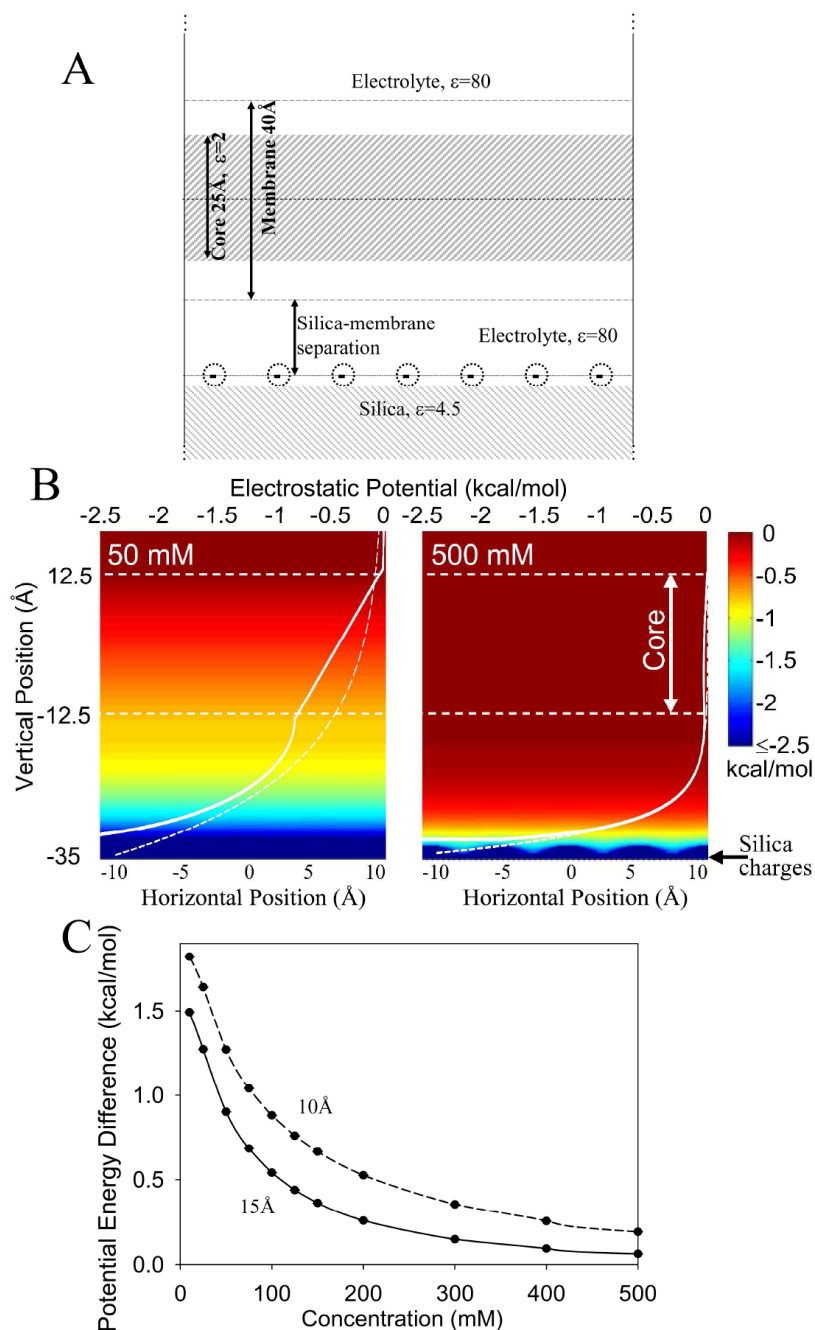 A
Electrolyte, ε=80
Core 25Å, ε=2
Membrane 40Å
Silica-membrane
separation
Electrolyte, ε=80
- - - - - - -
Silica, ε=4.5
B
Electrostatic Potential (kcal/mol)
-2.5 -2 -1.5 -1 -0.5 0 -2.5 -2 -1.5 -1 -0.5 0
50 mM
500 mM
12.5
-12.5
-35
Vertical Position (Å)
Core
0
-0.5
-1
-1.5
-2
≤-2.5
kcal/mol
Silica
charges
-10 -5 0 5 10 -10 -5 0 5 10
Horizontal Position (Å) Horizontal Position (Å)
C
Potential Energy Difference (kcal/mol)
1.5
1.0
0.5
0.0
10Å
15Å
0 100 200 300 400 500
Concentration (mM)